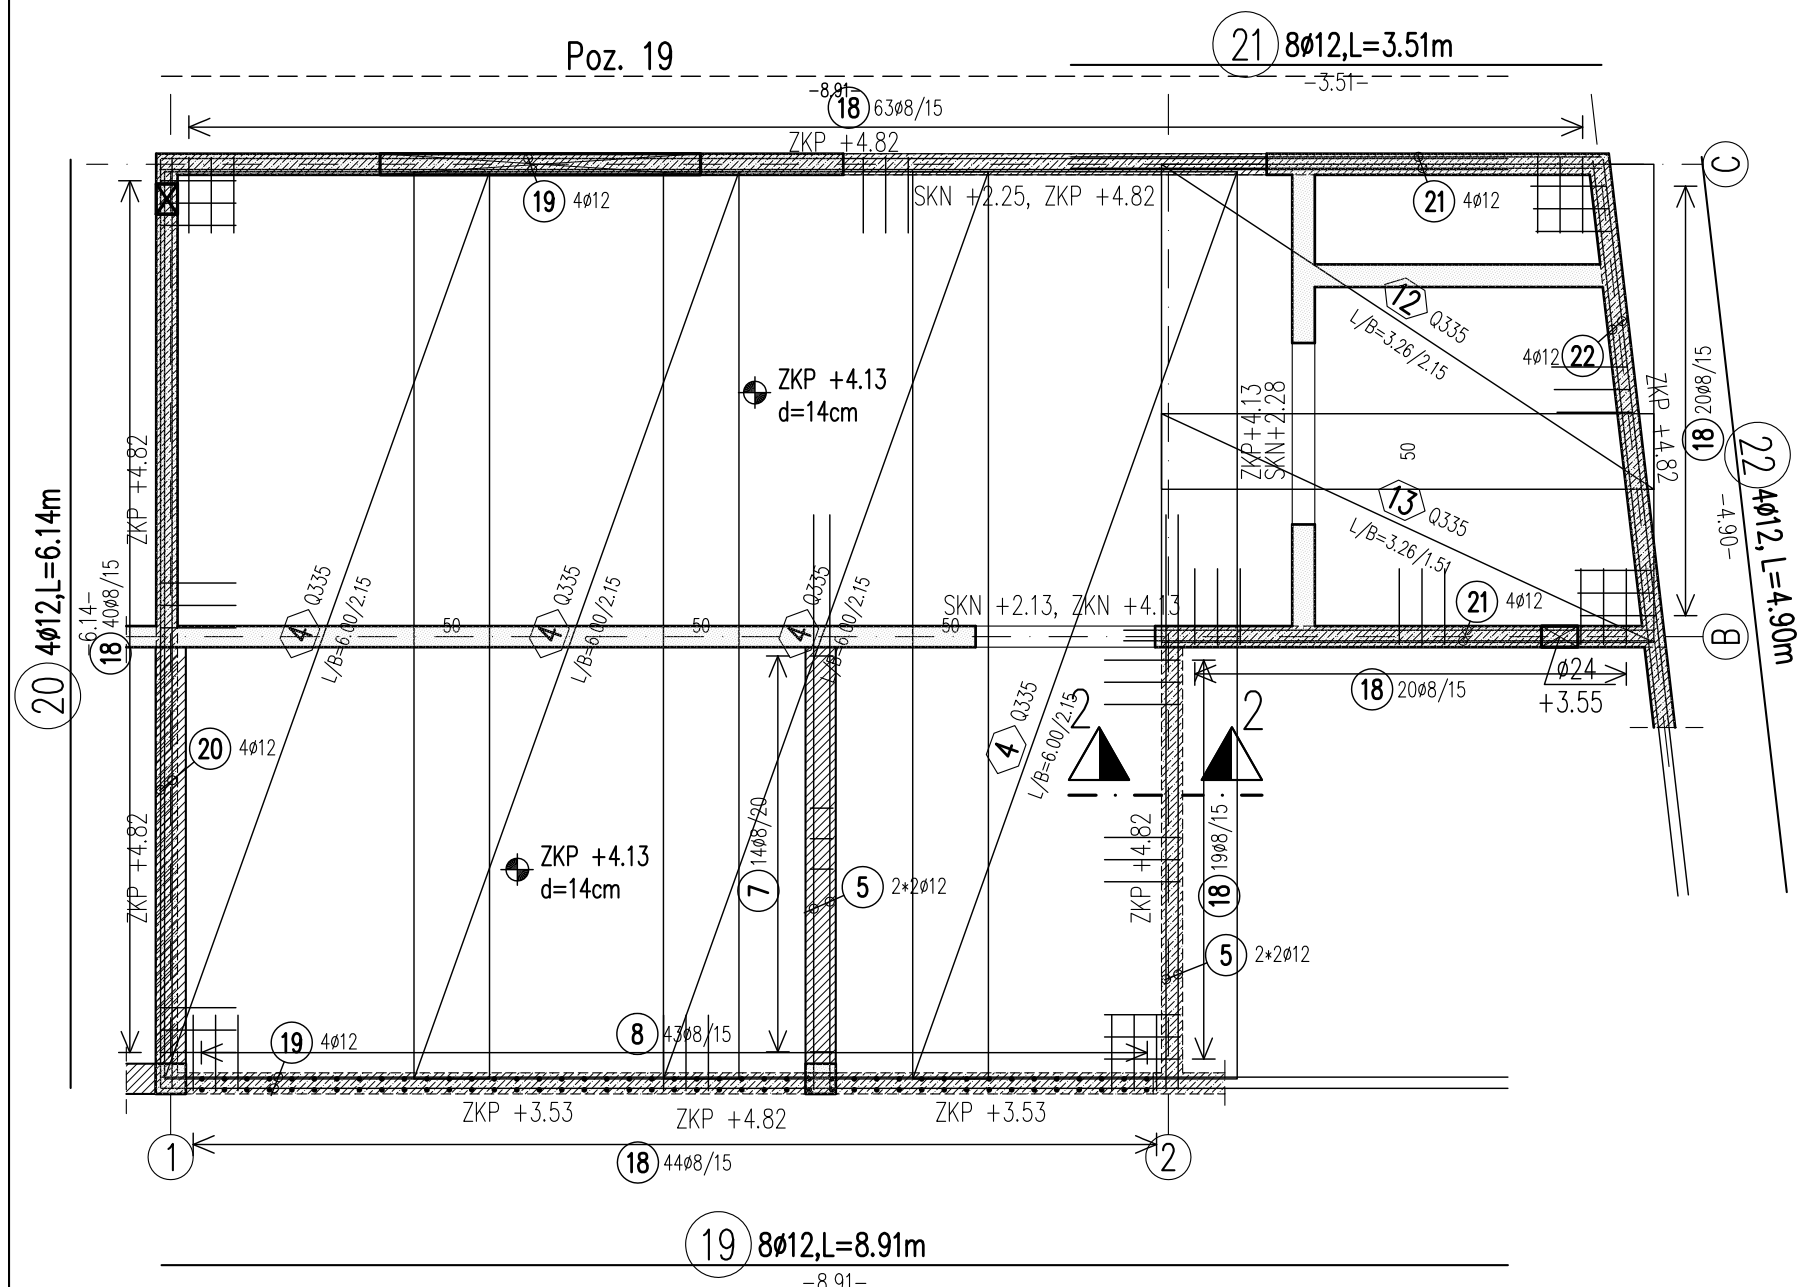 Poz. 19
21 8ø12,L=3.51m
-3.51-
-8.91-
18 63ø8/15
ZKP +4.82
19 4ø12
SKN +2.25, ZKP +4.82
21 4ø12
C
12 Q335
L/B=3.26/2.15
4ø12 22
ZKP +4.13
d=14cm
ZKP+4.13
SKN+2.28
50
ZKP +4.82
18 20ø8/15
22 4ø12, L=4.90m
-4.90-
13 Q335
L/B=3.26/1.51
ZKP +4.82
20 4ø12,L=6.14m
-6.14-
18 40ø8/15
4 Q335
L/B=6.00/2.15
50
4 Q335
L/B=6.00/2.15
50
4 Q335
L/B=6.00/2.15
50
SKN +2.13, ZKN +4.13
21 4ø12
B
ø24
+3.55
18 20ø8/15
4 Q335
L/B=6.00/2.15
2 2
20 4ø12
ZKP +4.82
ZKP +4.13
d=14cm
7 14ø8/20
5 2*2ø12
ZKP +4.82
18 19ø8/15
5 2*2ø12
8 43ø8/15
19 4ø12
ZKP +3.53
ZKP +4.82
ZKP +3.53
1
18 44ø8/15
2
19 8ø12,L=8.91m
-8.91-